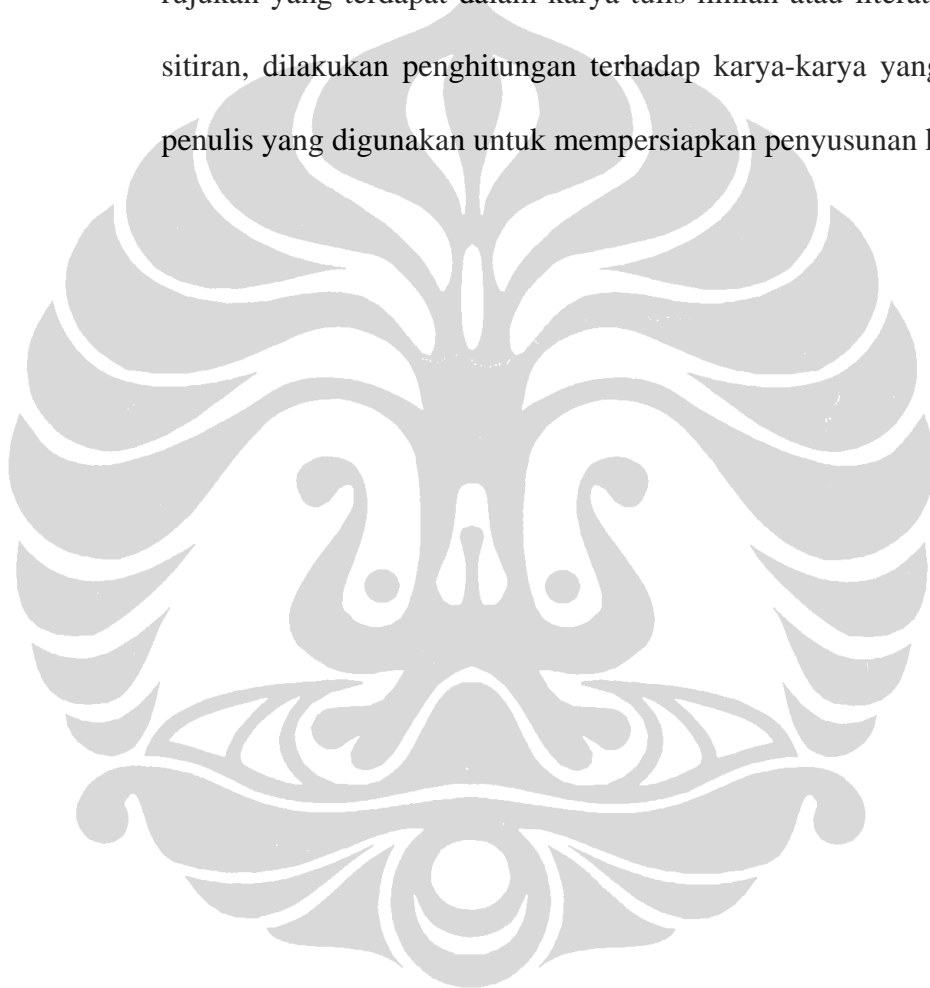 rujukan yang terdapat dalam karya tulis ilmiah atau
sitiran, dilakukan penghitungan terhadap karya-karya yang
penulis yang digunakan untuk mempersiapkan penyusunan